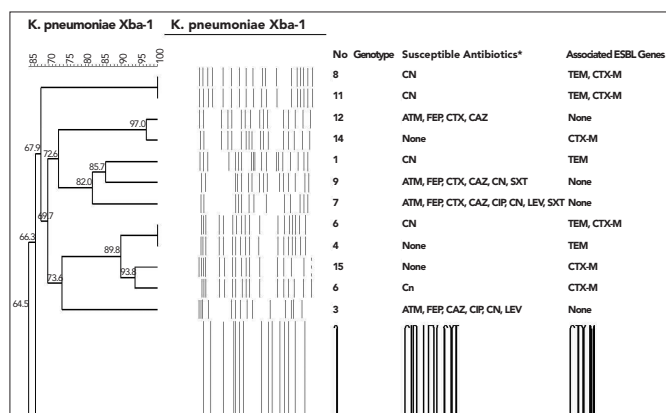 K. pneumoniae Xba-1 K. pneumoniae Xba-1
85 70 75 80 85 90 95 100
No Genotype Susceptible Antibiotics* Associated ESBL Genes
8 CN TEM, CTX-M
11 CN TEM, CTX-M
12 ATM, FEP, CTX, CAZ None
97.0
14 None CTX-M
67.9
72.6
1 CN TEM
85.7
9 ATM, FEP, CTX, CAZ, CN, SXT None
82.0
7 ATM, FEP, CTX, CAZ, CIP, CN, LEV, SXT None
69.7
6 CN TEM, CTX-M
66.3
4 None TEM
89.8
15 None CTX-M
93.8
73.6
6 Cn CTX-M
64.5
3 ATM, FEP, CAZ, CIP, CN, LEV None